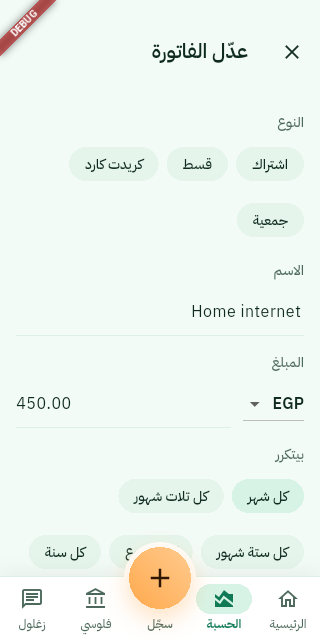 DEBUG
عدّل الفاتورة
النوع
اشتراك قسط كريدت كارد
جمعية
الاسم
Home internet
المبلغ
EGP 450.00
بيتكرر
كل شهر كل تلات شهور
كل ستة شهور كل سنة
الرئيسية الحسبة سجّل فلوسي زغلول